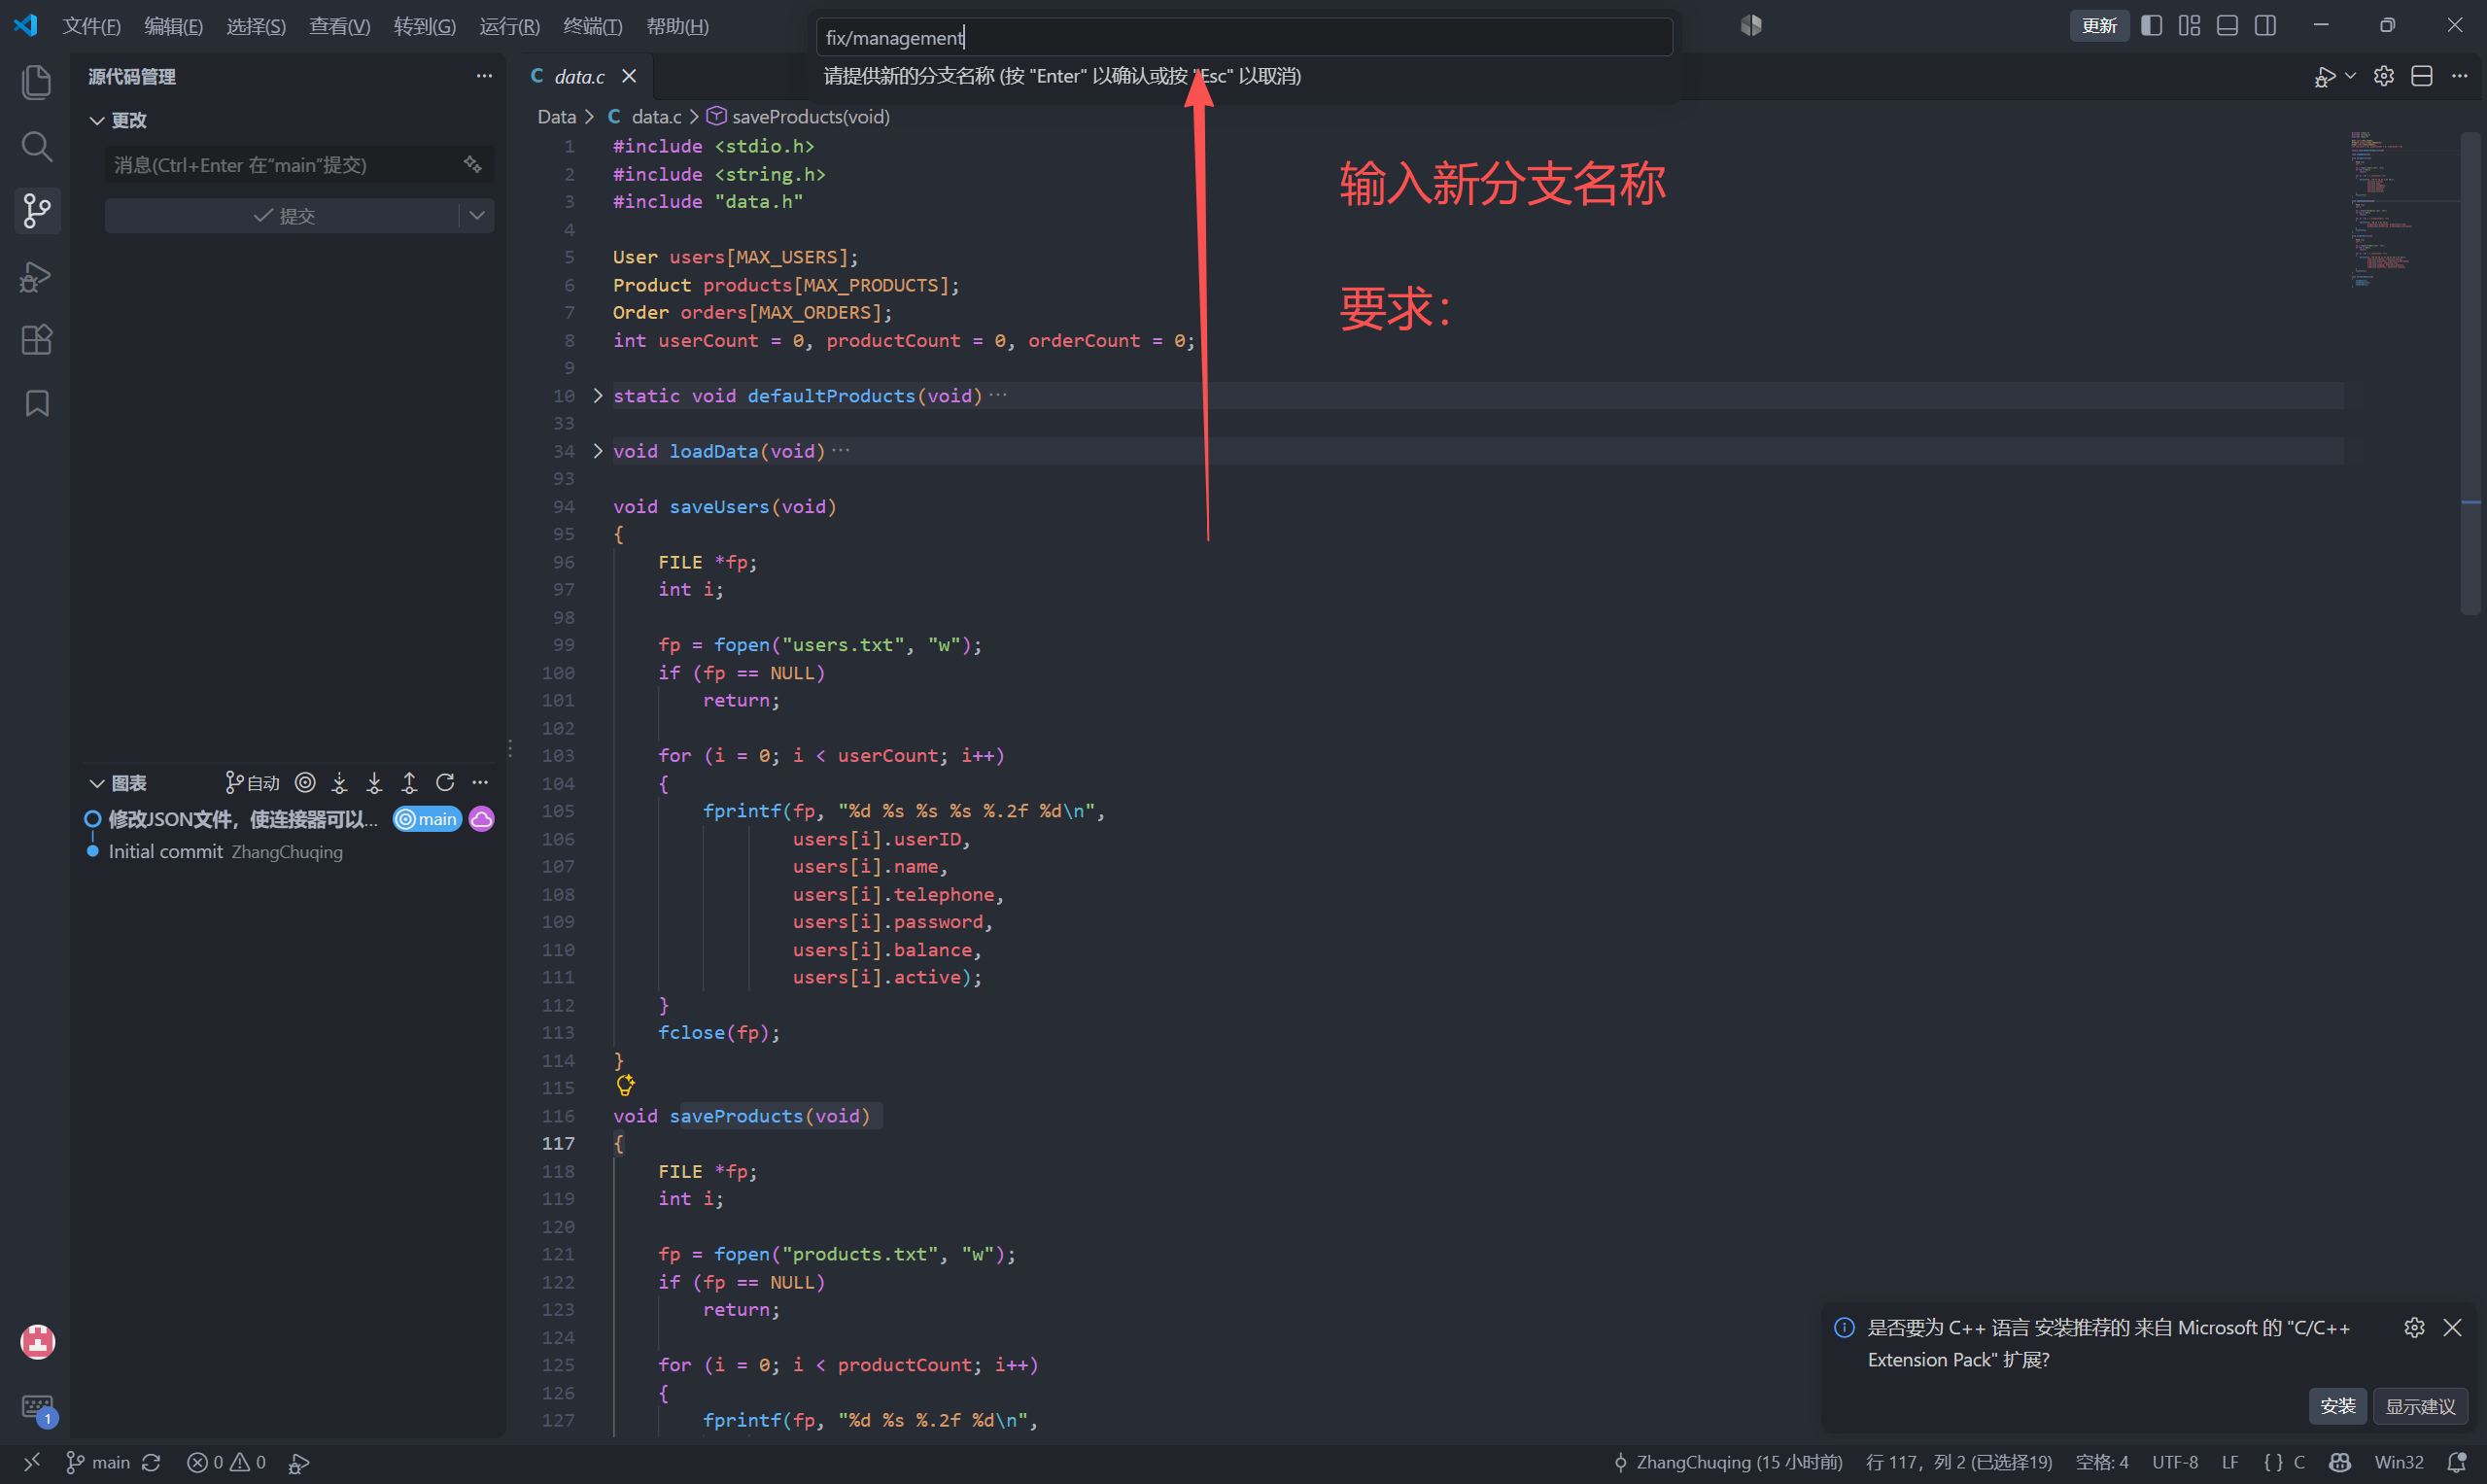 文件(F) 编辑(E) 选择(S) 查看(V) 转到(G) 运行(R) 终端(T) 帮助(H)
fix/management
更新
请提供新的分支名称 (按 "Enter" 以确认或按 "Esc" 以取消)
源代码管理
更改
消息(Ctrl+Enter 在"main"提交)
提交
data.c
Data > C data.c > saveProducts(void)
输入新分支名称
要求：
1 #include <stdio.h>
2 #include <string.h>
3 #include "data.h"
4
5 User users[MAX_USERS];
6 Product products[MAX_PRODUCTS];
7 Order orders[MAX_ORDERS];
8 int userCount = 0, productCount = 0, orderCount = 0;
9
10 static void defaultProducts(void)···
33
34 void loadData(void)···
93
94 void saveUsers(void)
95 {
96 FILE *fp;
97 int i;
98
99 fp = fopen("users.txt", "w");
100 if (fp == NULL)
101 return;
102
103 for (i = 0; i < userCount; i++)
104 {
105 fprintf(fp, "%d %s %s %s %.2f %d\n",
106 users[i].userID,
107 users[i].name,
108 users[i].telephone,
109 users[i].password,
110 users[i].balance,
111 users[i].active);
112 }
113 fclose(fp);
114 }
115
116 void saveProducts(void)
117 {
118 FILE *fp;
119 int i;
120
121 fp = fopen("products.txt", "w");
122 if (fp == NULL)
123 return;
124
125 for (i = 0; i < productCount; i++)
126 {
127 fprintf(fp, "%d %s %.2f %d\n",
图表 自动
修改JSON文件，使连接器可以... main
Initial commit ZhangChuqing
是否要为 C++ 语言 安装推荐的 来自 Microsoft 的 "C/C++
Extension Pack" 扩展?
安装 显示建议
1
main 0 0
ZhangChuqing (15 小时前) 行 117，列 2 (已选择19) 空格: 4 UTF-8 LF {} C Win32